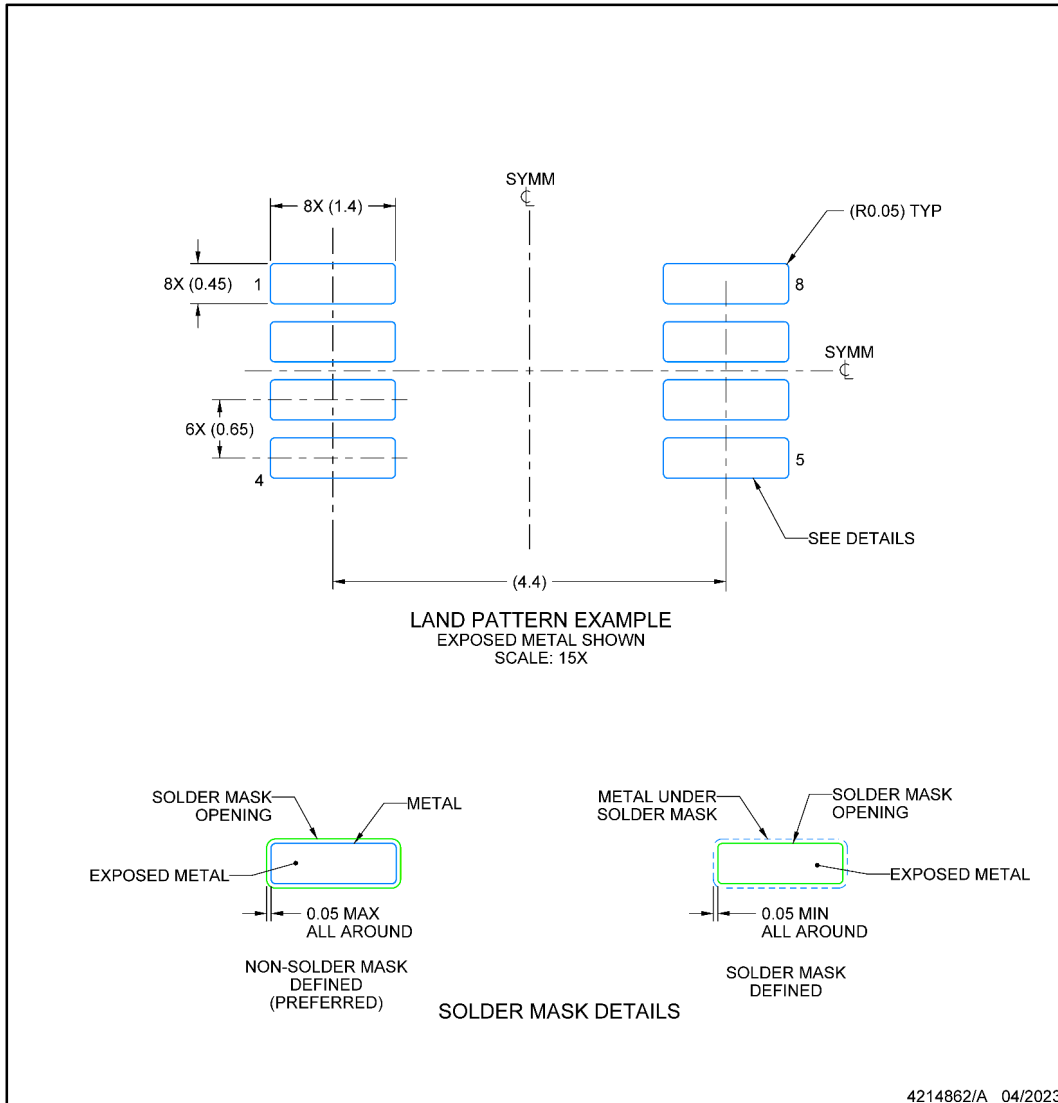 SYMM
℄
8X (1.4)
(R0.05) TYP
8X (0.45)
1
8
SYMM
℄
6X (0.65)
4
5
SEE DETAILS
(4.4)
LAND PATTERN EXAMPLE
EXPOSED METAL SHOWN
SCALE: 15X
SOLDER MASK
OPENING
METAL
EXPOSED METAL
0.05 MAX
ALL AROUND
NON-SOLDER MASK
DEFINED
(PREFERRED)
METAL UNDER
SOLDER MASK
SOLDER MASK
OPENING
EXPOSED METAL
0.05 MIN
ALL AROUND
SOLDER MASK
DEFINED
SOLDER MASK DETAILS
4214862/A 04/2023